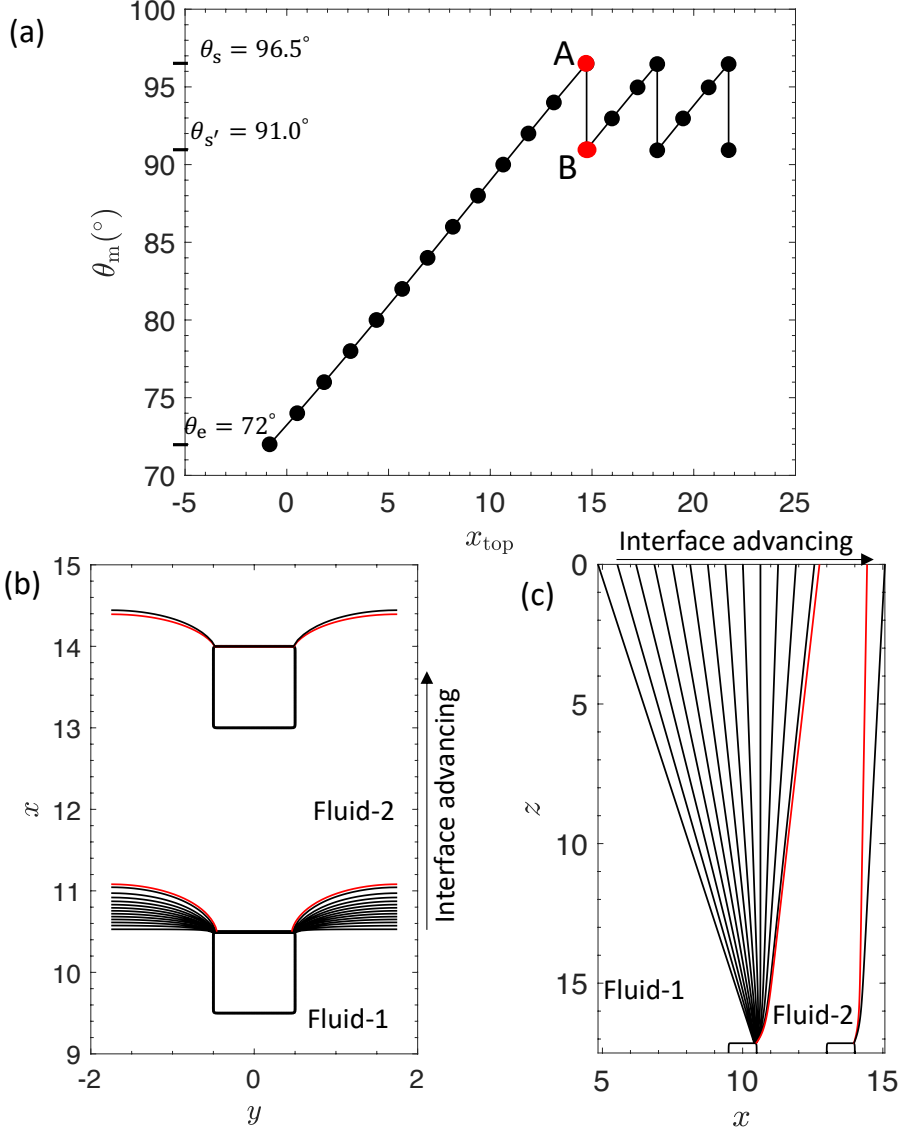 (a)
100
95
90
85
80
75
70
θs = 96.5°
θs′ = 91.0°
θe = 72°
A
B
θm(°)
-5 0 5 10 15 20 25
xtop
(b)
15
14
13
12
11
10
9
x
Fluid-2
Fluid-1
-2 0 2
y
Interface advancing
(c)
Interface advancing
0
5
10
15
z
Fluid-1
Fluid-2
5 10 15
x